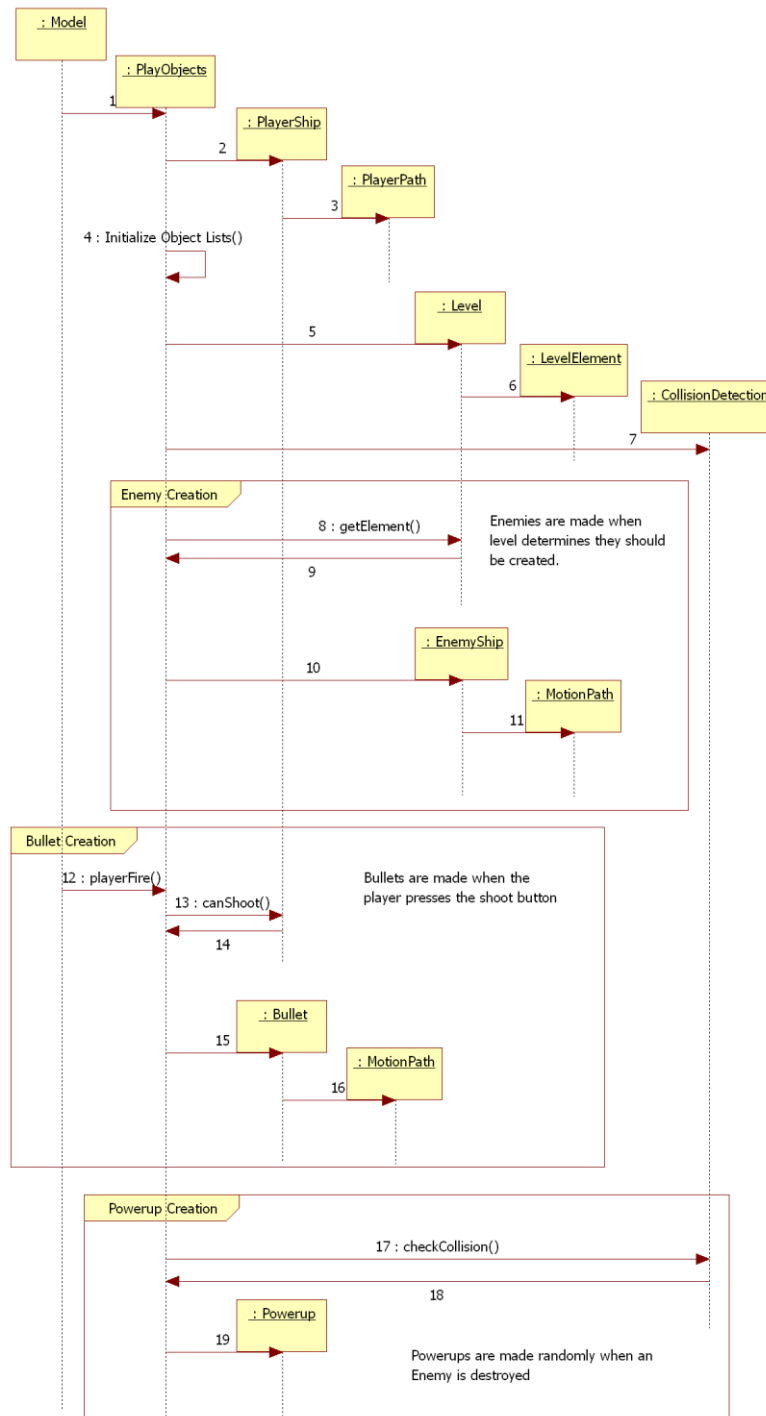 : Model
: PlayObjects
1
: PlayerShip
2
: PlayerPath
3
4 : Initialize Object Lists()
: Level
5
: LevelElement
6
: CollisionDetection
7
Enemy Creation
8 : getElement()
Enemies are made when
level determines they should
be created.
9
: EnemyShip
10
: MotionPath
11
Bullet Creation
12 : playerFire()
Bullets are made when the
player presses the shoot button
13 : canShoot()
14
: Bullet
15
: MotionPath
16
Powerup Creation
17 : checkCollision()
18
: Powerup
19
Powerups are made randomly when an
Enemy is destroyed